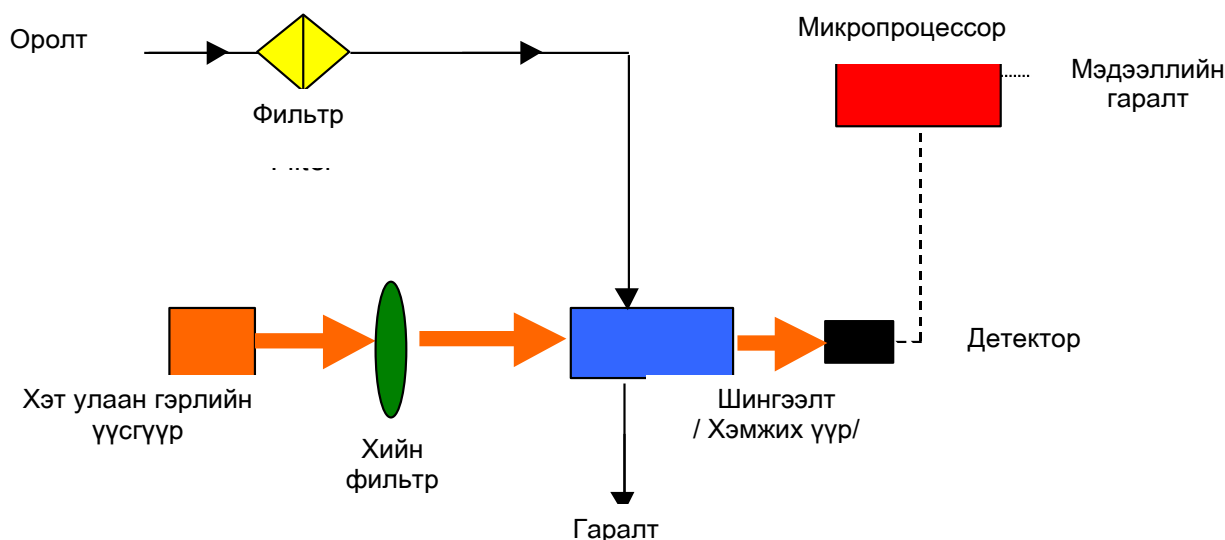 Оролт
Микропроцессор
Мэдээллийн
гаралт
Фильтр
Детектор
Хэт улаан гэрлийн
үүсгүүр
Шингээлт
/ Хэмжих үүр/
Хийн
фильтр
Гаралт